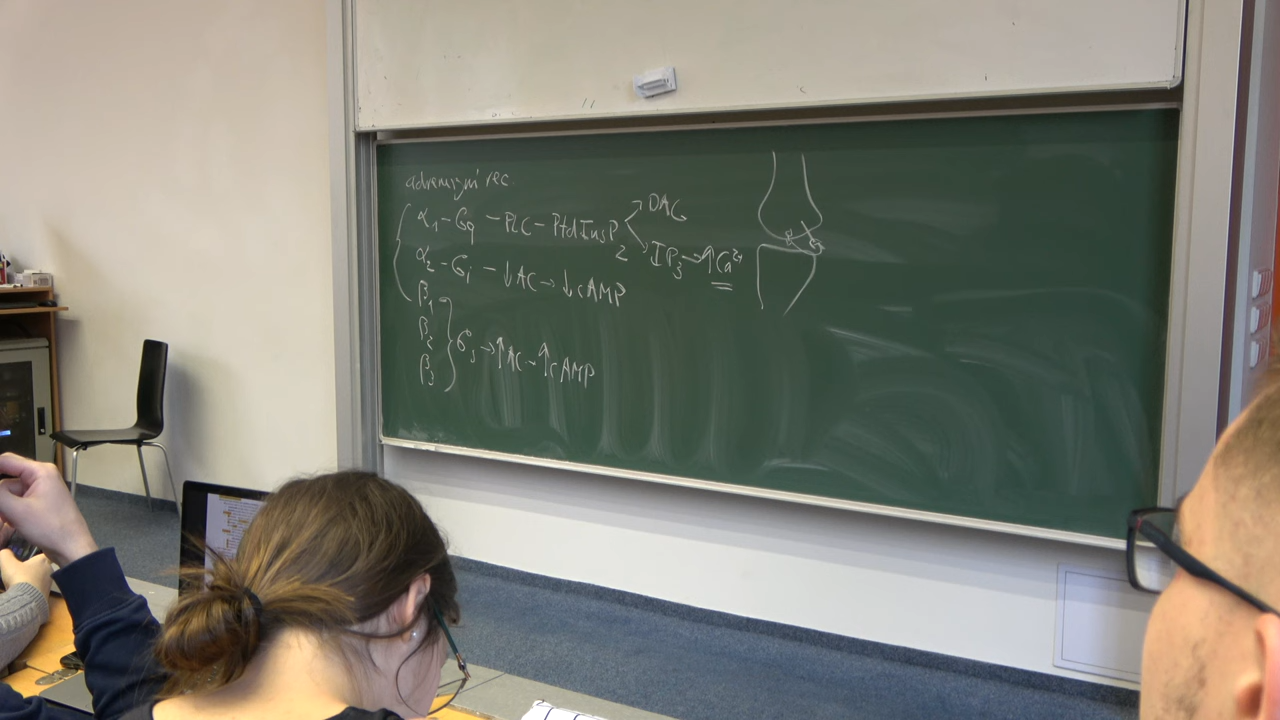 adrenergní rec.
α₁ - Gq - PLC - PtdInsP₂
DAG
IP₃ → ↑Ca²⁺
α₂ - Gi - ↓AC → ↓cAMP
β₁
β₂
Gs → ↑AC - ↑cAMP
β₃